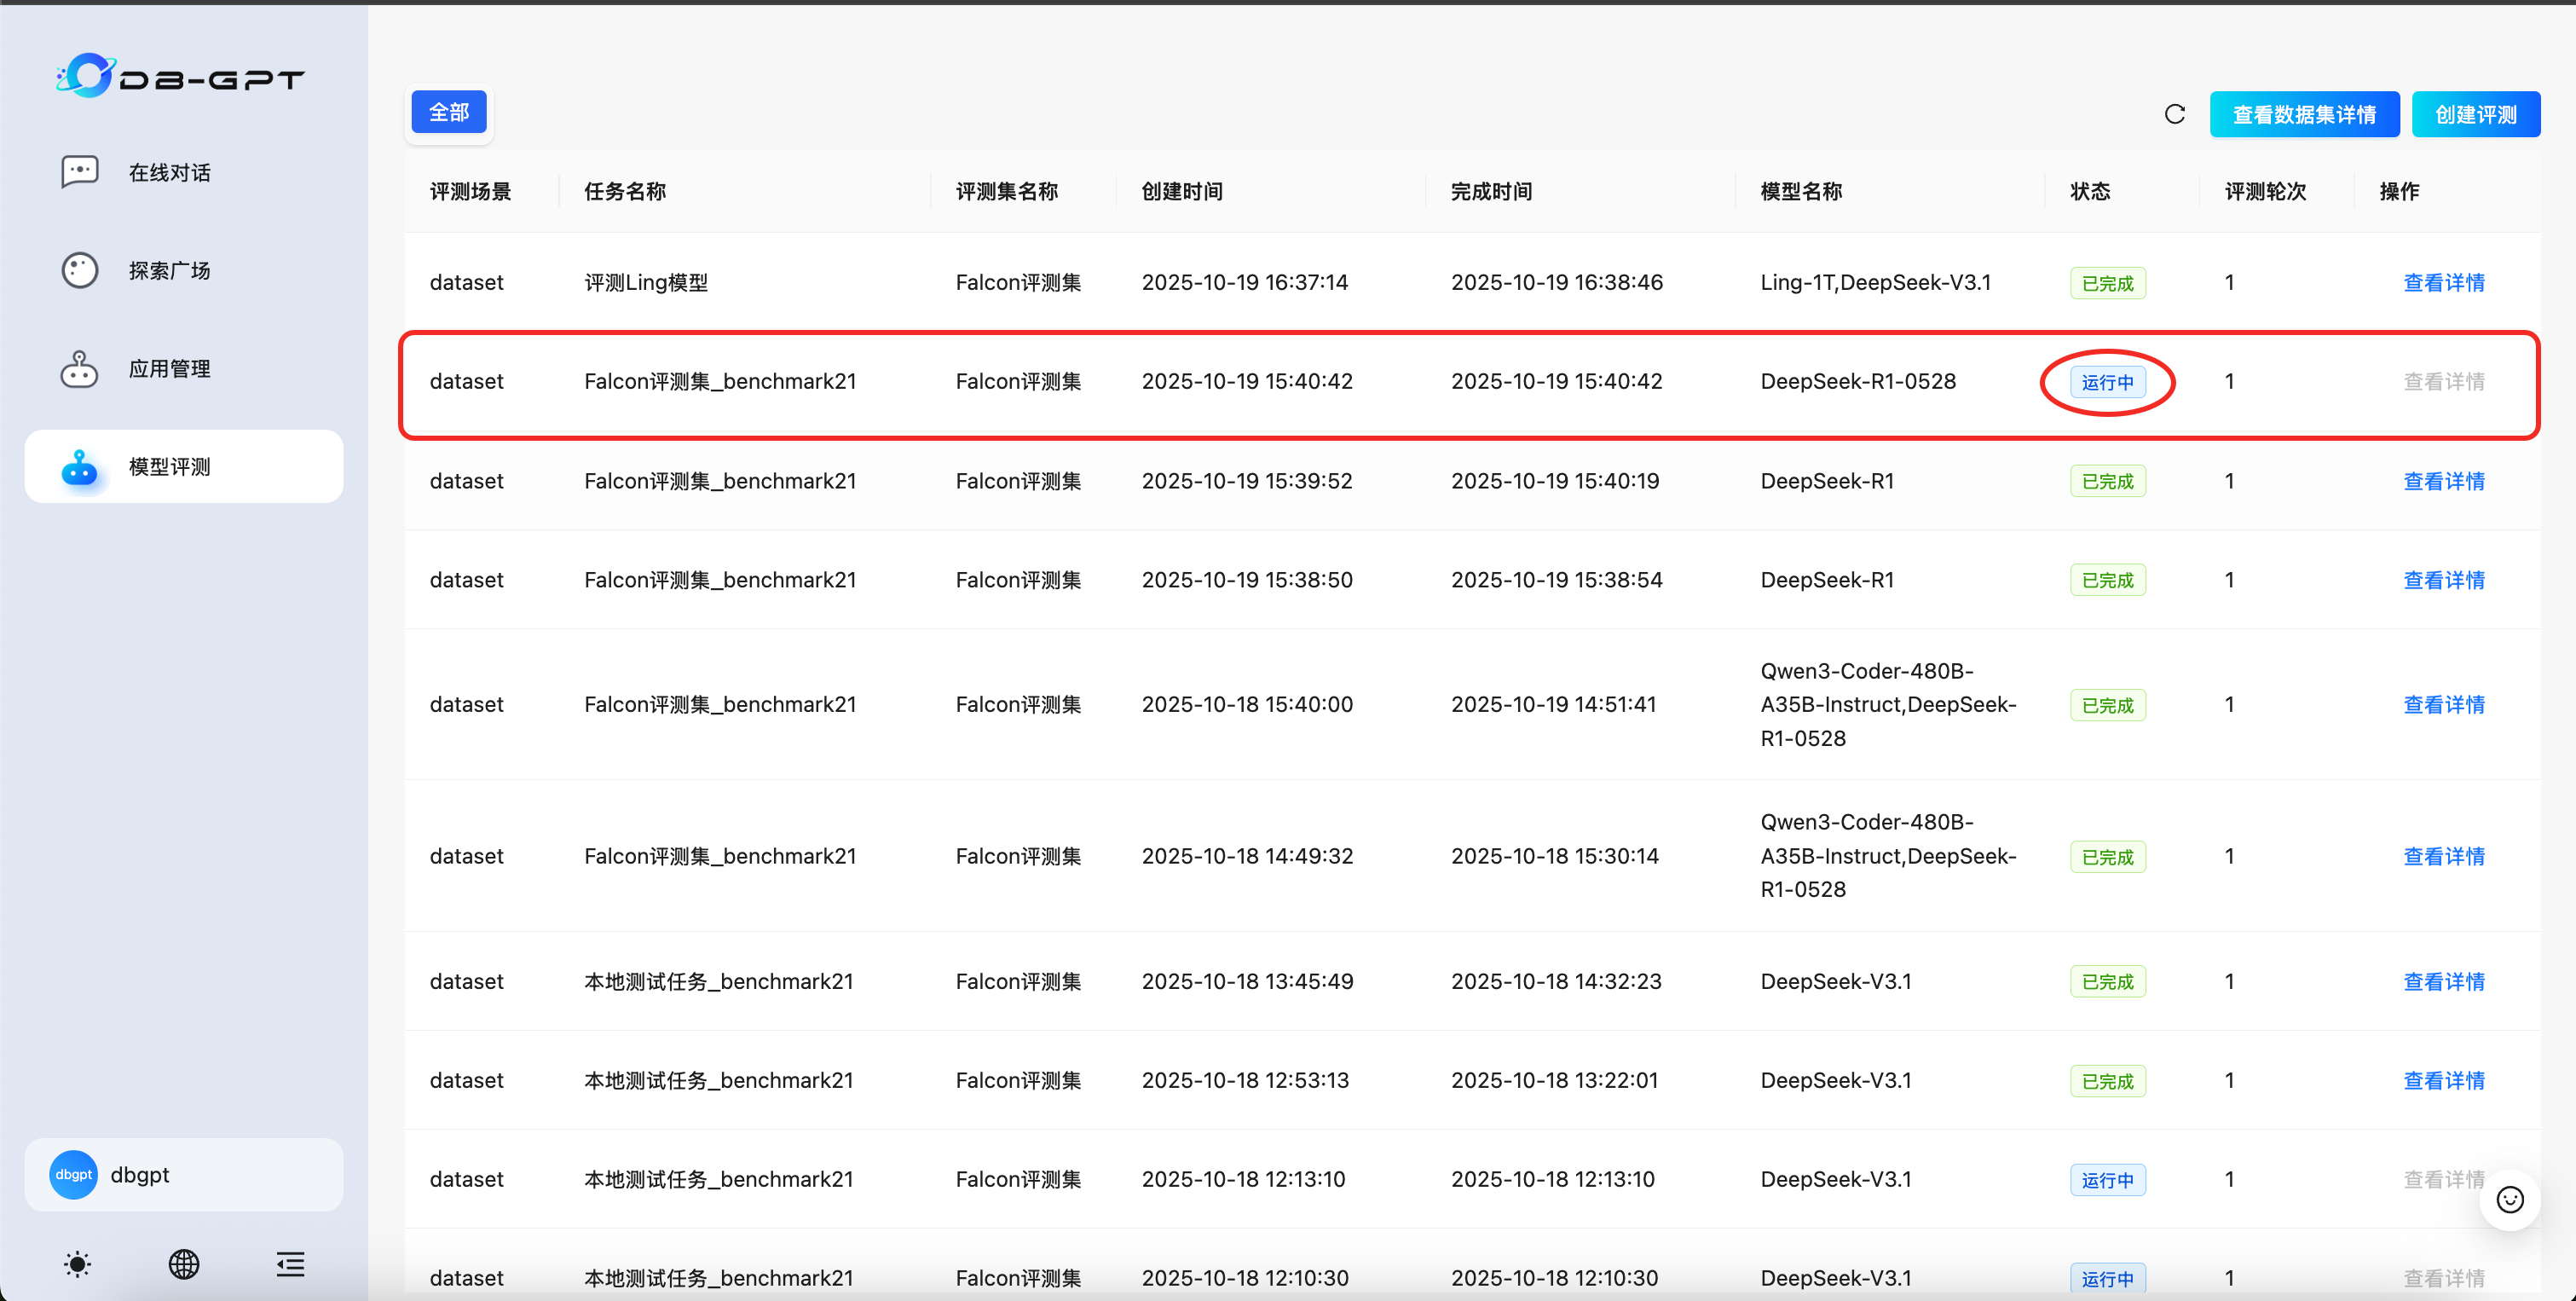 DB-GPT
在线对话
探索广场
应用管理
模型评测
dbgpt
dbgpt
全部
查看数据集详情
创建评测
评测场景 任务名称 评测集名称 创建时间 完成时间 模型名称 状态 评测轮次 操作
dataset 评测Ling模型 Falcon评测集 2025-10-19 16:37:14 2025-10-19 16:38:46 Ling-1T,DeepSeek-V3.1 已完成 1 查看详情
dataset Falcon评测集_benchmark21 Falcon评测集 2025-10-19 15:40:42 2025-10-19 15:40:42 DeepSeek-R1-0528 运行中 1 查看详情
dataset Falcon评测集_benchmark21 Falcon评测集 2025-10-19 15:39:52 2025-10-19 15:40:19 DeepSeek-R1 已完成 1 查看详情
dataset Falcon评测集_benchmark21 Falcon评测集 2025-10-19 15:38:50 2025-10-19 15:38:54 DeepSeek-R1 已完成 1 查看详情
Qwen3-Coder-480B-
dataset Falcon评测集_benchmark21 Falcon评测集 2025-10-18 15:40:00 2025-10-19 14:51:41 A35B-Instruct,DeepSeek- 已完成 1 查看详情
R1-0528
Qwen3-Coder-480B-
dataset Falcon评测集_benchmark21 Falcon评测集 2025-10-18 14:49:32 2025-10-18 15:30:14 A35B-Instruct,DeepSeek- 已完成 1 查看详情
R1-0528
dataset 本地测试任务_benchmark21 Falcon评测集 2025-10-18 13:45:49 2025-10-18 14:32:23 DeepSeek-V3.1 已完成 1 查看详情
dataset 本地测试任务_benchmark21 Falcon评测集 2025-10-18 12:53:13 2025-10-18 13:22:01 DeepSeek-V3.1 已完成 1 查看详情
dataset 本地测试任务_benchmark21 Falcon评测集 2025-10-18 12:13:10 2025-10-18 12:13:10 DeepSeek-V3.1 运行中 1 查看详情
dataset 本地测试任务_benchmark21 Falcon评测集 2025-10-18 12:10:30 2025-10-18 12:10:30 DeepSeek-V3.1 运行中 1 查看详情